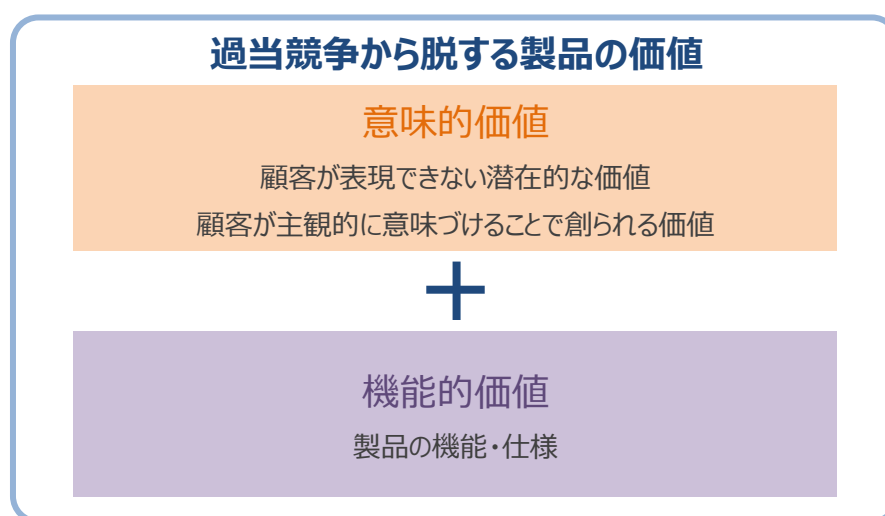 過当競争から脱する製品の価値
意味的価値
顧客が表現できない潜在的な価値
顧客が主観的に意味づけることで創られる価値
+
機能的価値
製品の機能・仕様